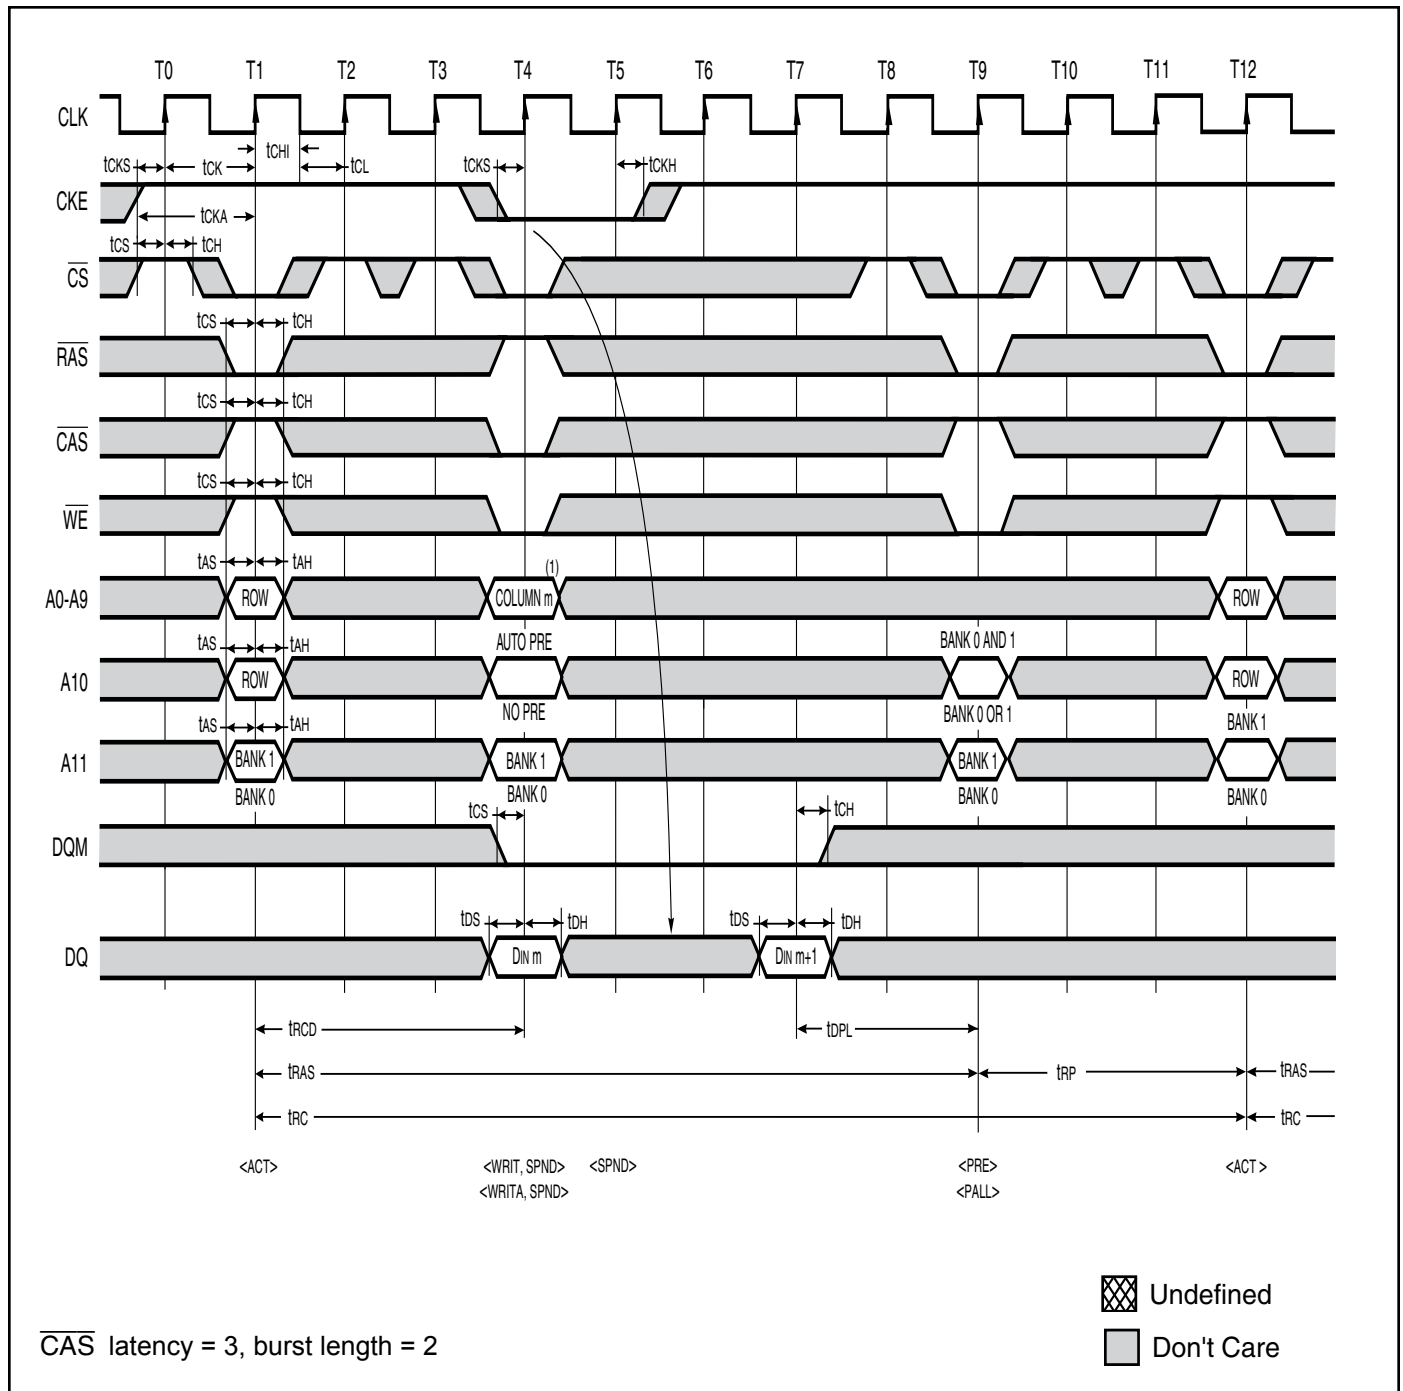 T0 T1 T2 T3 T4 T5 T6 T7 T8 T9 T10 T11 T12
CLK
tCHI
tCKS tCK tCL tCKS tCKH
CKE
tCKA
tCS tCH
CS
tCS tCH
RAS
tCS tCH
CAS
tCS tCH
WE
tAS tAH (1)
A0-A9 ROW COLUMN m ROW
AUTO PRE BANK 0 AND 1
tAS tAH
A10 ROW ROW
NO PRE BANK 0 OR 1 BANK 1
tAS tAH
A11 BANK 1 BANK 1 BANK 1
BANK 0 BANK 0 BANK 0 BANK 0
tCS tCH
DQM
tDS tDH tDS tDH
DQ DIN m DIN m+1
tRCD tDPL
tRAS tRP tRAS
tRC tRC
<ACT> <WRIT, SPND> <SPND> <PRE> <ACT >
<WRITA, SPND> <PALL>
Undefined
CAS latency = 3, burst length = 2
Don't Care